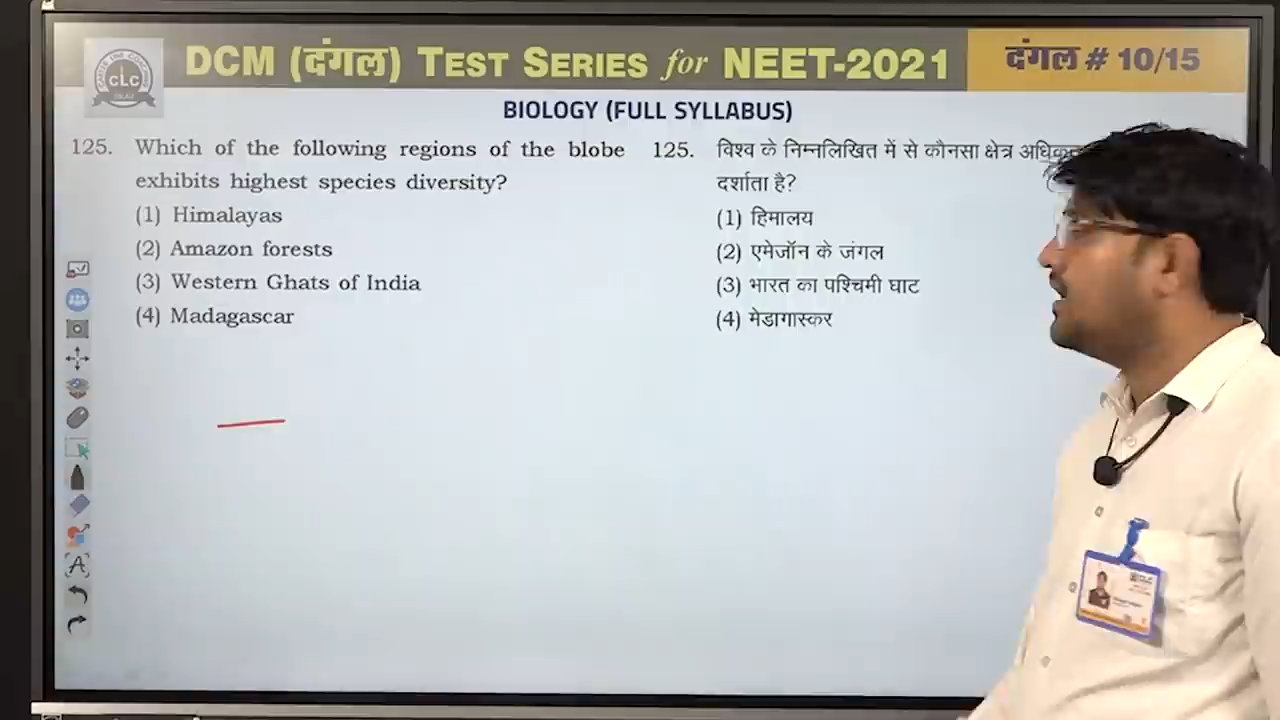 DCM (दंगल) TEST SERIES for NEET-2021
दंगल # 10/15
CLC
BIOLOGY (FULL SYLLABUS)
125. Which of the following regions of the blobe
exhibits highest species diversity?
(1) Himalayas
(2) Amazon forests
(3) Western Ghats of India
(4) Madagascar
125. विश्व के निम्नलिखित में से कौनसा क्षेत्र
दर्शाता है?
(1) हिमालय
(2) एमेजॉन के जंगल
(3) भारत का पश्चिमी घाट
(4) मेडागास्कर
CLC